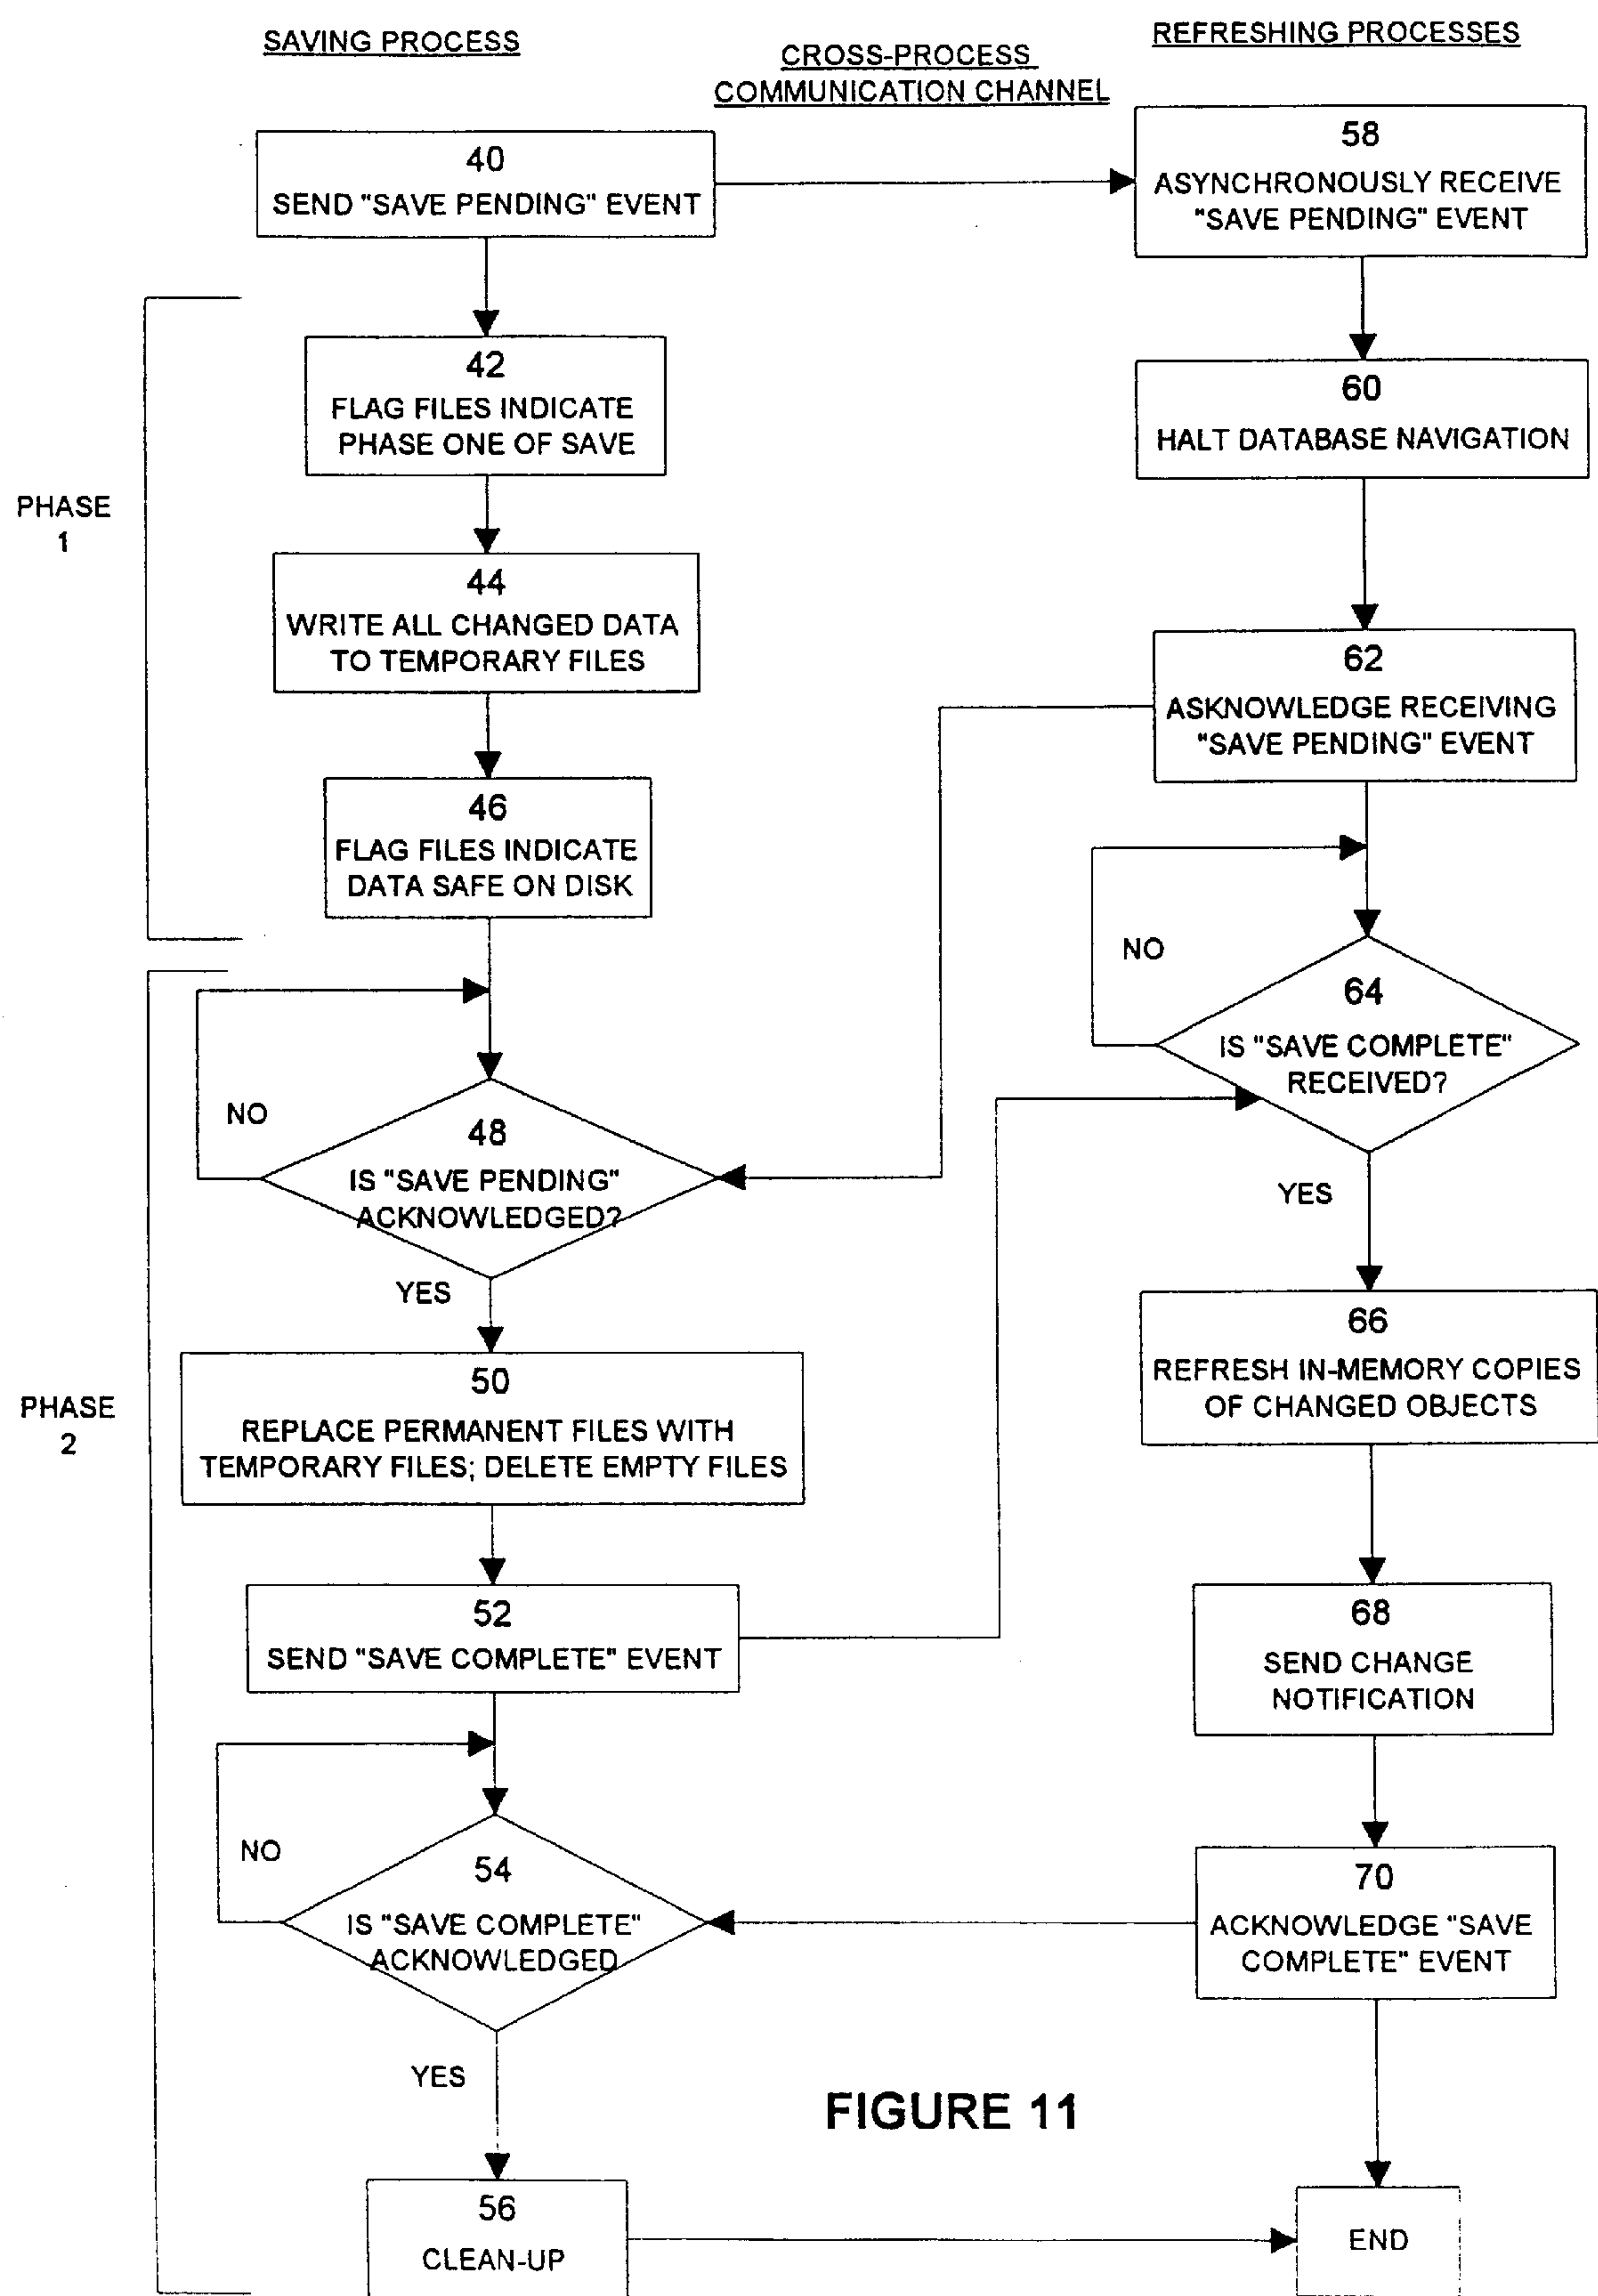 SAVING PROCESS
CROSS-PROCESS
COMMUNICATION CHANNEL
REFRESHING PROCESSES
40
SEND "SAVE PENDING" EVENT
58
ASYNCHRONOUSLY RECEIVE
"SAVE PENDING" EVENT
PHASE
1
42
FLAG FILES INDICATE
PHASE ONE OF SAVE
60
HALT DATABASE NAVIGATION
44
WRITE ALL CHANGED DATA
TO TEMPORARY FILES
62
ASKNOWLEDGE RECEIVING
"SAVE PENDING" EVENT
46
FLAG FILES INDICATE
DATA SAFE ON DISK
NO
64
IS "SAVE COMPLETE"
RECEIVED?
YES
PHASE
2
NO
48
IS "SAVE PENDING"
ACKNOWLEDGED?
YES
50
REPLACE PERMANENT FILES WITH
TEMPORARY FILES; DELETE EMPTY FILES
66
REFRESH IN-MEMORY COPIES
OF CHANGED OBJECTS
52
SEND "SAVE COMPLETE" EVENT
68
SEND CHANGE
NOTIFICATION
NO
54
IS "SAVE COMPLETE"
ACKNOWLEDGED
YES
70
ACKNOWLEDGE "SAVE
COMPLETE" EVENT
FIGURE 11
56
CLEAN-UP
END